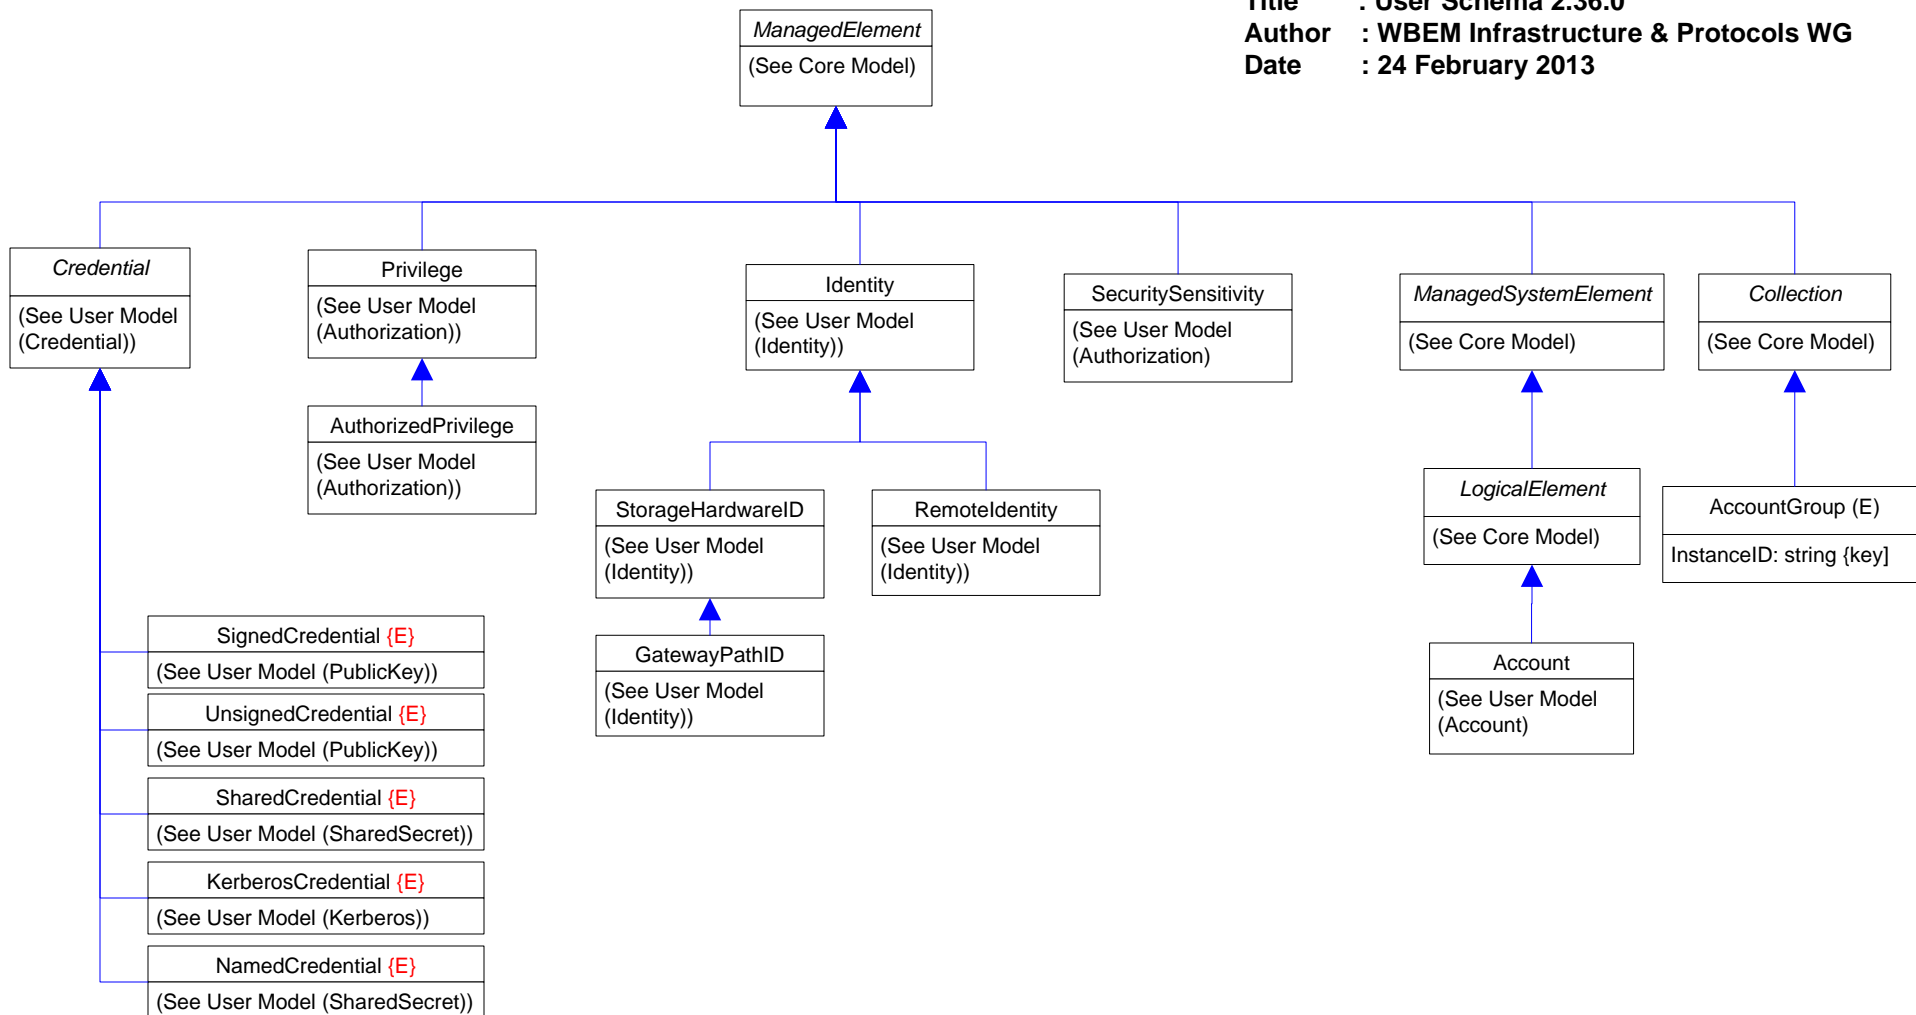 Title : User Schema 2.36.0
Author : WBEM Infrastructure & Protocols WG
Date : 24 February 2013
ManagedElement
(See Core Model)
Credential
(See User Model
(Credential))
Privilege
(See User Model
(Authorization))
Identity
(See User Model
(Identity))
SecuritySensitivity
(See User Model
(Authorization)
ManagedSystemElement
(See Core Model)
Collection
(See Core Model)
AuthorizedPrivilege
(See User Model
(Authorization))
StorageHardwareID
(See User Model
(Identity))
RemoteIdentity
(See User Model
(Identity))
LogicalElement
(See Core Model)
AccountGroup (E)
InstanceID: string {key]
GatewayPathID
(See User Model
(Identity))
Account
(See User Model
(Account)
SignedCredential {E}
(See User Model (PublicKey))
UnsignedCredential {E}
(See User Model (PublicKey))
SharedCredential {E}
(See User Model (SharedSecret))
KerberosCredential {E}
(See User Model (Kerberos))
NamedCredential {E}
(See User Model (SharedSecret))